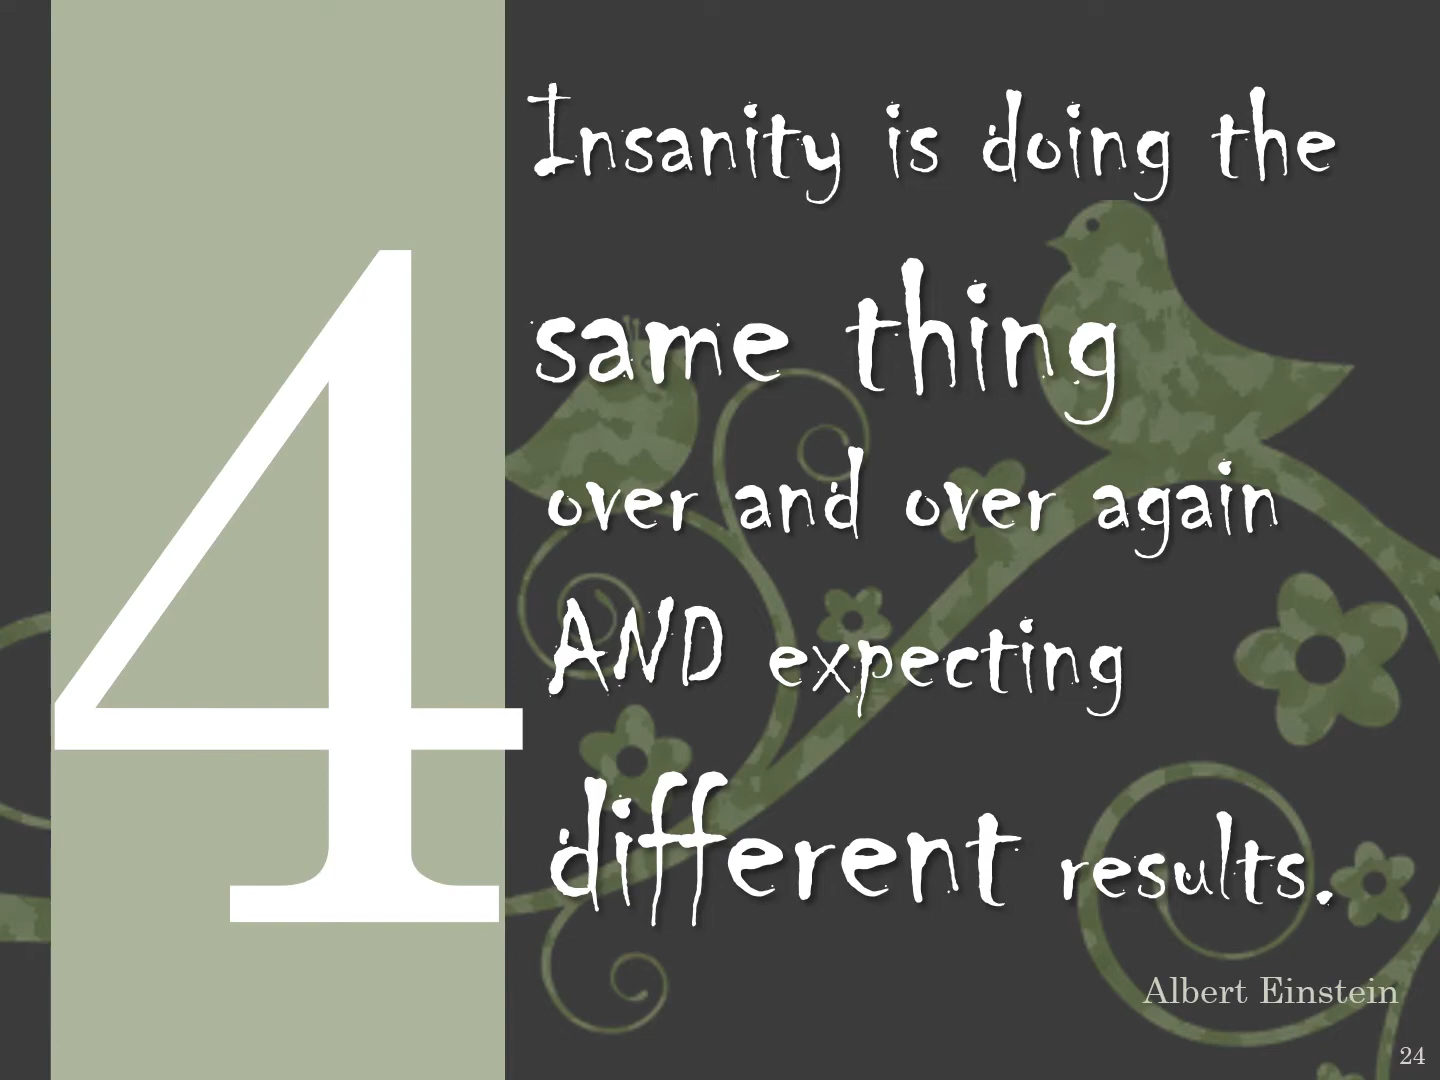 4
Insanity is doing the
same thing
over and over again
AND expecting
different results.
Albert Einstein
24